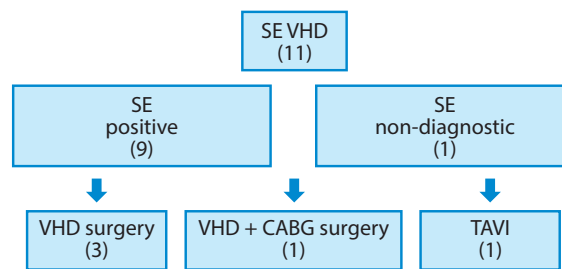 SE VHD
(11)
SE
positive
(9)
SE
non-diagnostic
(1)
VHD surgery
(3)
VHD + CABG surgery
(1)
TAVI
(1)